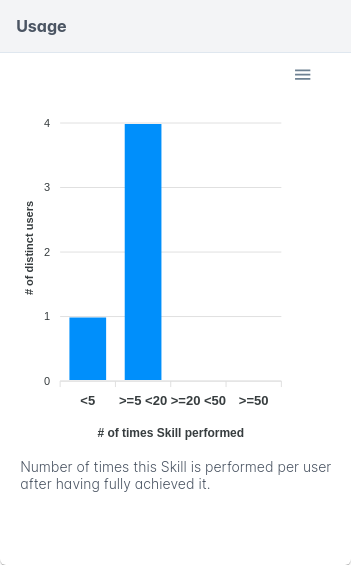 Usage
4
3
2
1
0
# of distinct users
<5 >=5 <20 >=20 <50 >=50
# of times Skill performed
Number of times this Skill is performed per user
after having fully achieved it.